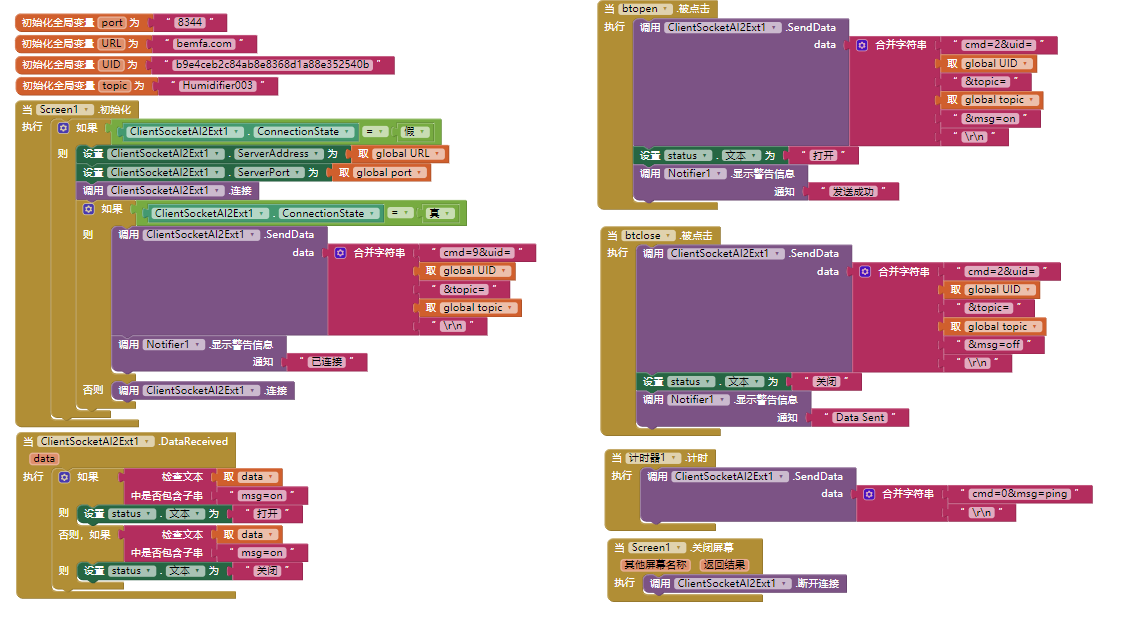 初始化全局变量 port 为 " 8344 "
初始化全局变量 URL 为 " bemfa.com "
初始化全局变量 UID 为 " b9e4ceb2c84ab8e8368d1a88e352540b "
初始化全局变量 topic 为 " Humidifier003 "
当 Screen1 .初始化
执行 如果 ClientSocketAI2Ext1 . ConnectionState = 假
则 设置 ClientSocketAI2Ext1 . ServerAddress 为 取 global URL
设置 ClientSocketAI2Ext1 . ServerPort 为 取 global port
调用 ClientSocketAI2Ext1 .连接
如果 ClientSocketAI2Ext1 . ConnectionState = 真
则 调用 ClientSocketAI2Ext1 .SendData
data 合并字符串 " cmd=9&uid= "
取 global UID
" &topic= "
取 global topic
" \r\n "
调用 Notifier1 .显示警告信息
通知 " 已连接 "
否则 调用 ClientSocketAI2Ext1 .连接
当 ClientSocketAI2Ext1 .DataReceived
data
执行 如果 检查文本 取 data
中是否包含子串 " msg=on "
则 设置 status . 文本 为 " 打开 "
否则，如果 检查文本 取 data
中是否包含子串 " msg=on "
则 设置 status . 文本 为 " 关闭 "
当 btopen .被点击
执行 调用 ClientSocketAI2Ext1 .SendData
data 合并字符串 " cmd=2&uid= "
取 global UID
" &topic= "
取 global topic
" &msg=on "
" \r\n "
设置 status . 文本 为 " 打开 "
调用 Notifier1 .显示警告信息
通知 " 发送成功 "
当 btclose .被点击
执行 调用 ClientSocketAI2Ext1 .SendData
data 合并字符串 " cmd=2&uid= "
取 global UID
" &topic= "
取 global topic
" &msg=off "
" \r\n "
设置 status . 文本 为 " 关闭 "
调用 Notifier1 .显示警告信息
通知 " Data Sent "
当 计时器1 .计时
执行 调用 ClientSocketAI2Ext1 .SendData
data 合并字符串 " cmd=0&msg=ping "
" \r\n "
当 Screen1 .关闭屏幕
其他屏幕名称 返回结果
执行 调用 ClientSocketAI2Ext1 .断开连接